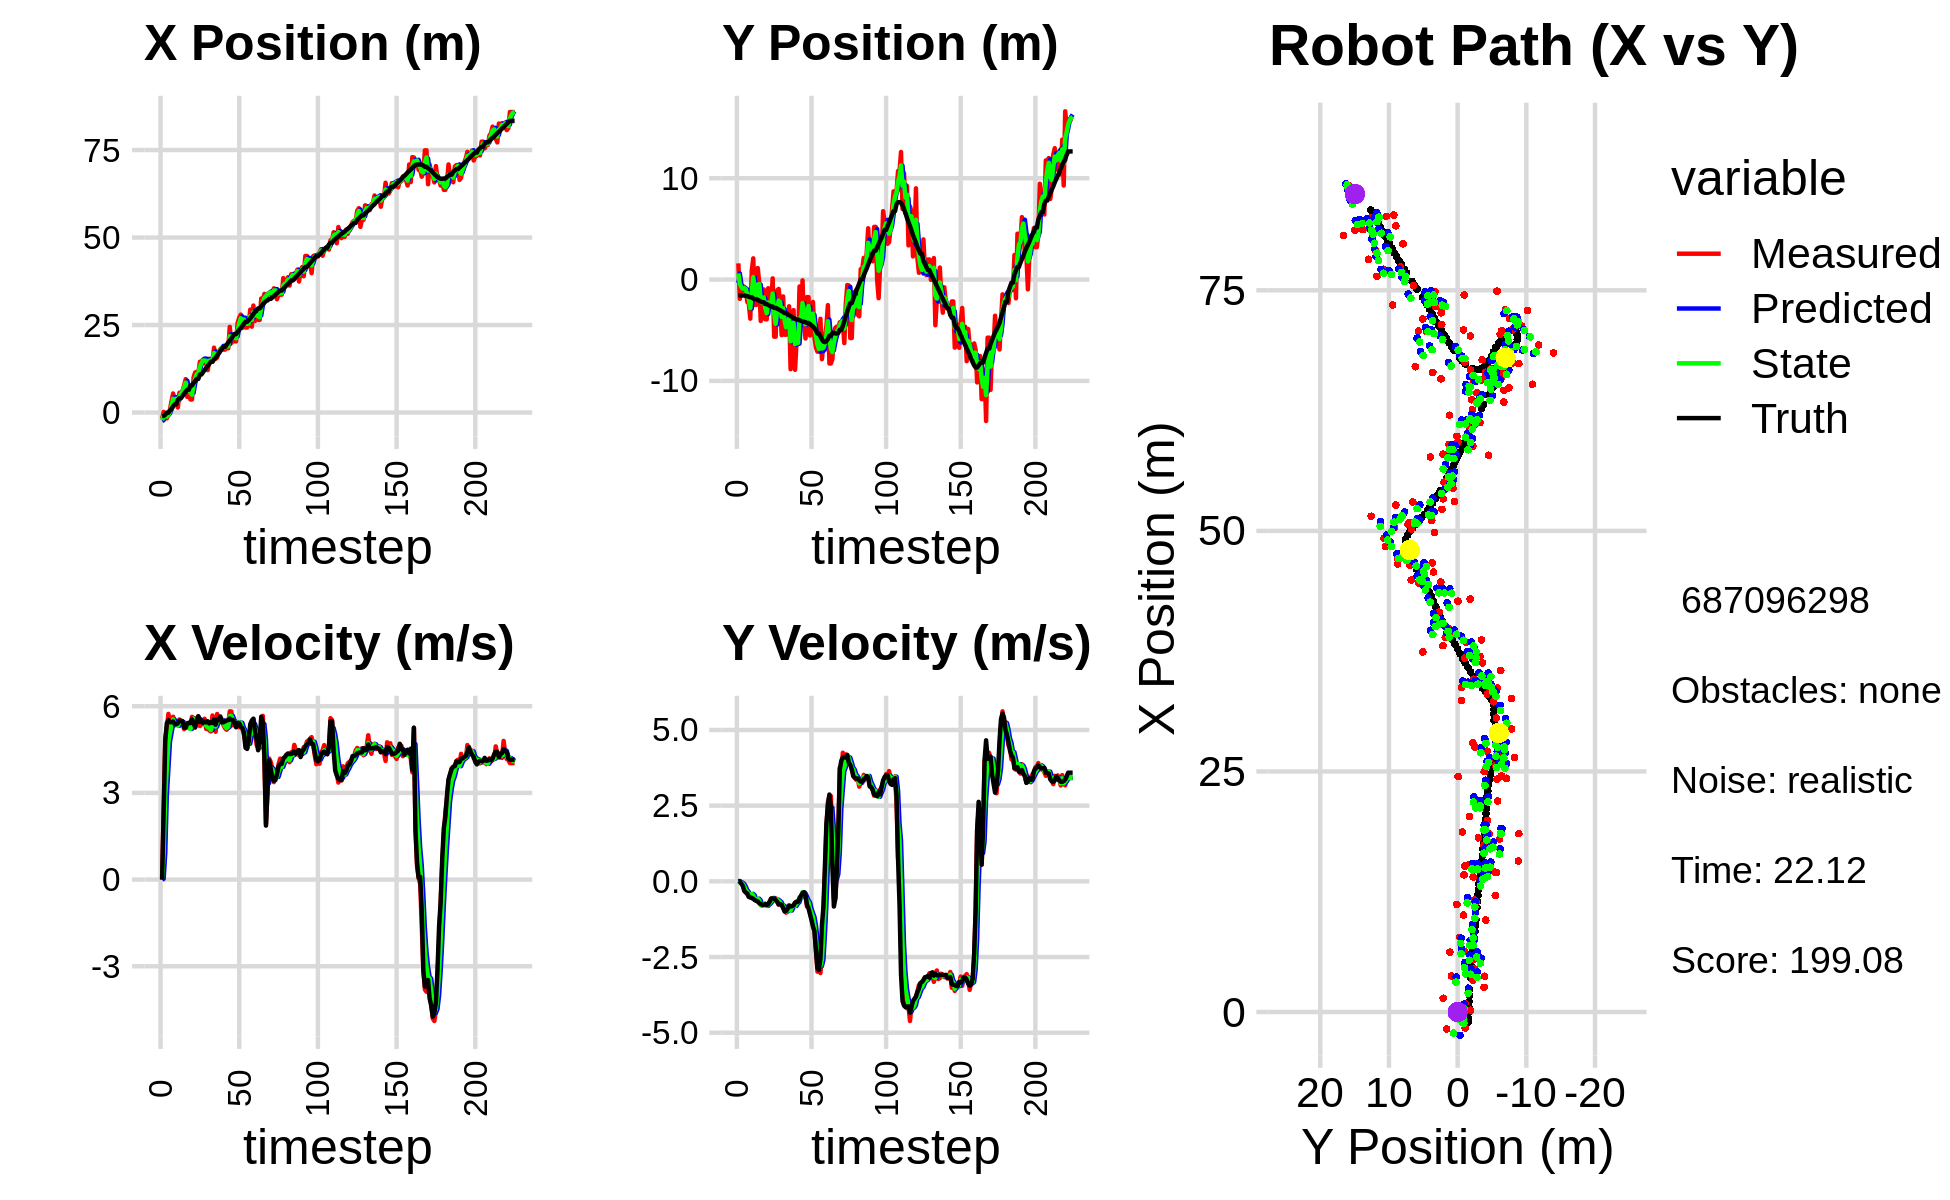 X Position (m)
75
50
25
0
0
50
100
150
200
timestep
Y Position (m)
10
0
-10
0
50
100
150
200
timestep
X Velocity (m/s)
6
3
0
-3
0
50
100
150
200
timestep
Y Velocity (m/s)
5.0
2.5
0.0
-2.5
-5.0
0
50
100
150
200
timestep
Robot Path (X vs Y)
X Position (m)
75
50
25
0
20 10 0 -10 -20
Y Position (m)
variable
Measured
Predicted
State
Truth
687096298
Obstacles: none
Noise: realistic
Time: 22.12
Score: 199.08